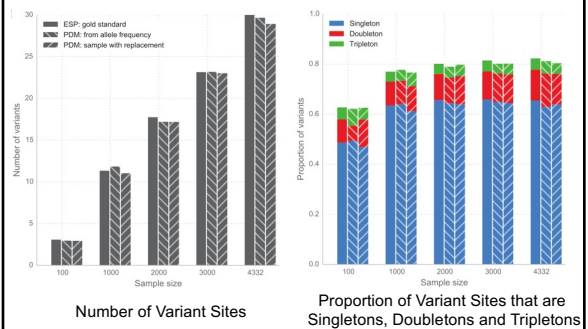 ESP: gold standard
PDM: from allele frequency
PDM: sample with replacement
30
25
20
15
10
5
0
Number of variants
100
1000
2000
3000
4332
Sample size
Number of Variant Sites
Singleton
Doubleton
Tripleton
1.0
0.8
0.6
0.4
0.2
0.0
Proportion of variants
100
1000
2000
3000
4332
Sample size
Proportion of Variant Sites that are
Singletons, Doubletons and Tripletons